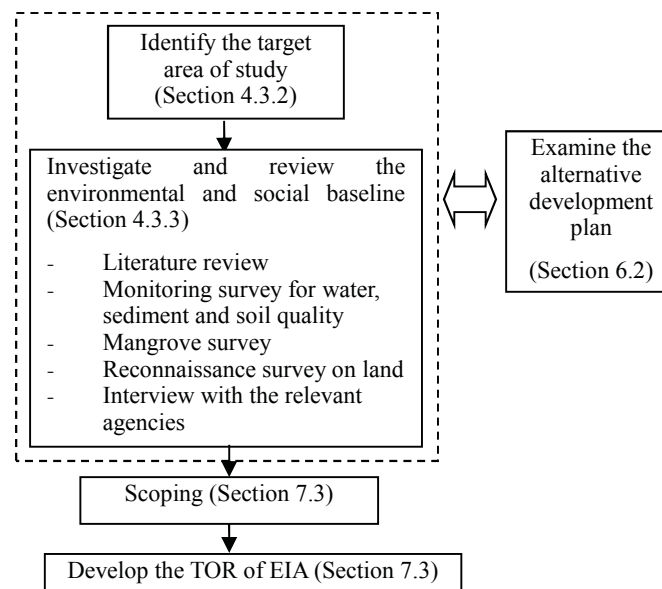 Identify the target
area of study
(Section 4.3.2)
Investigate and review the
environmental and social baseline
(Section 4.3.3)
- Literature review
- Monitoring survey for water,
sediment and soil quality
- Mangrove survey
- Reconnaissance survey on land
- Interview with the relevant
agencies
Examine the
alternative
development
plan
(Section 6.2)
Scoping (Section 7.3)
Develop the TOR of EIA (Section 7.3)